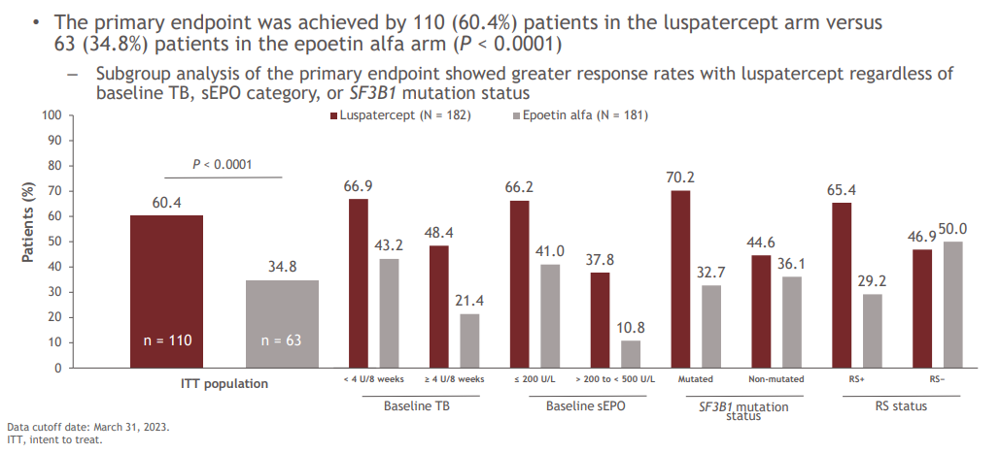 • The primary endpoint was achieved by 110 (60.4%) patients in the luspatercept arm versus
63 (34.8%) patients in the epoetin alfa arm (P < 0.0001)
– Subgroup analysis of the primary endpoint showed greater response rates with luspatercept regardless of
baseline TB, sEPO category, or SF3B1 mutation status
Luspatercept (N = 182) Epoetin alfa (N = 181)
Patients (%)
100
90
80
70
60
50
40
30
20
10
0
P < 0.0001
60.4 34.8
n = 110 n = 63
66.9 43.2 48.4 21.4
66.2 41.0 37.8 10.8
70.2 32.7 44.6 36.1
65.4 29.2 46.9 50.0
ITT population
< 4 U/8 weeks ≥ 4 U/8 weeks ≤ 200 U/L > 200 to < 500 U/L Mutated Non-mutated RS+ RS−
Baseline TB Baseline sEPO SF3B1 mutation RS status
status
Data cutoff date: March 31, 2023.
ITT, intent to treat.